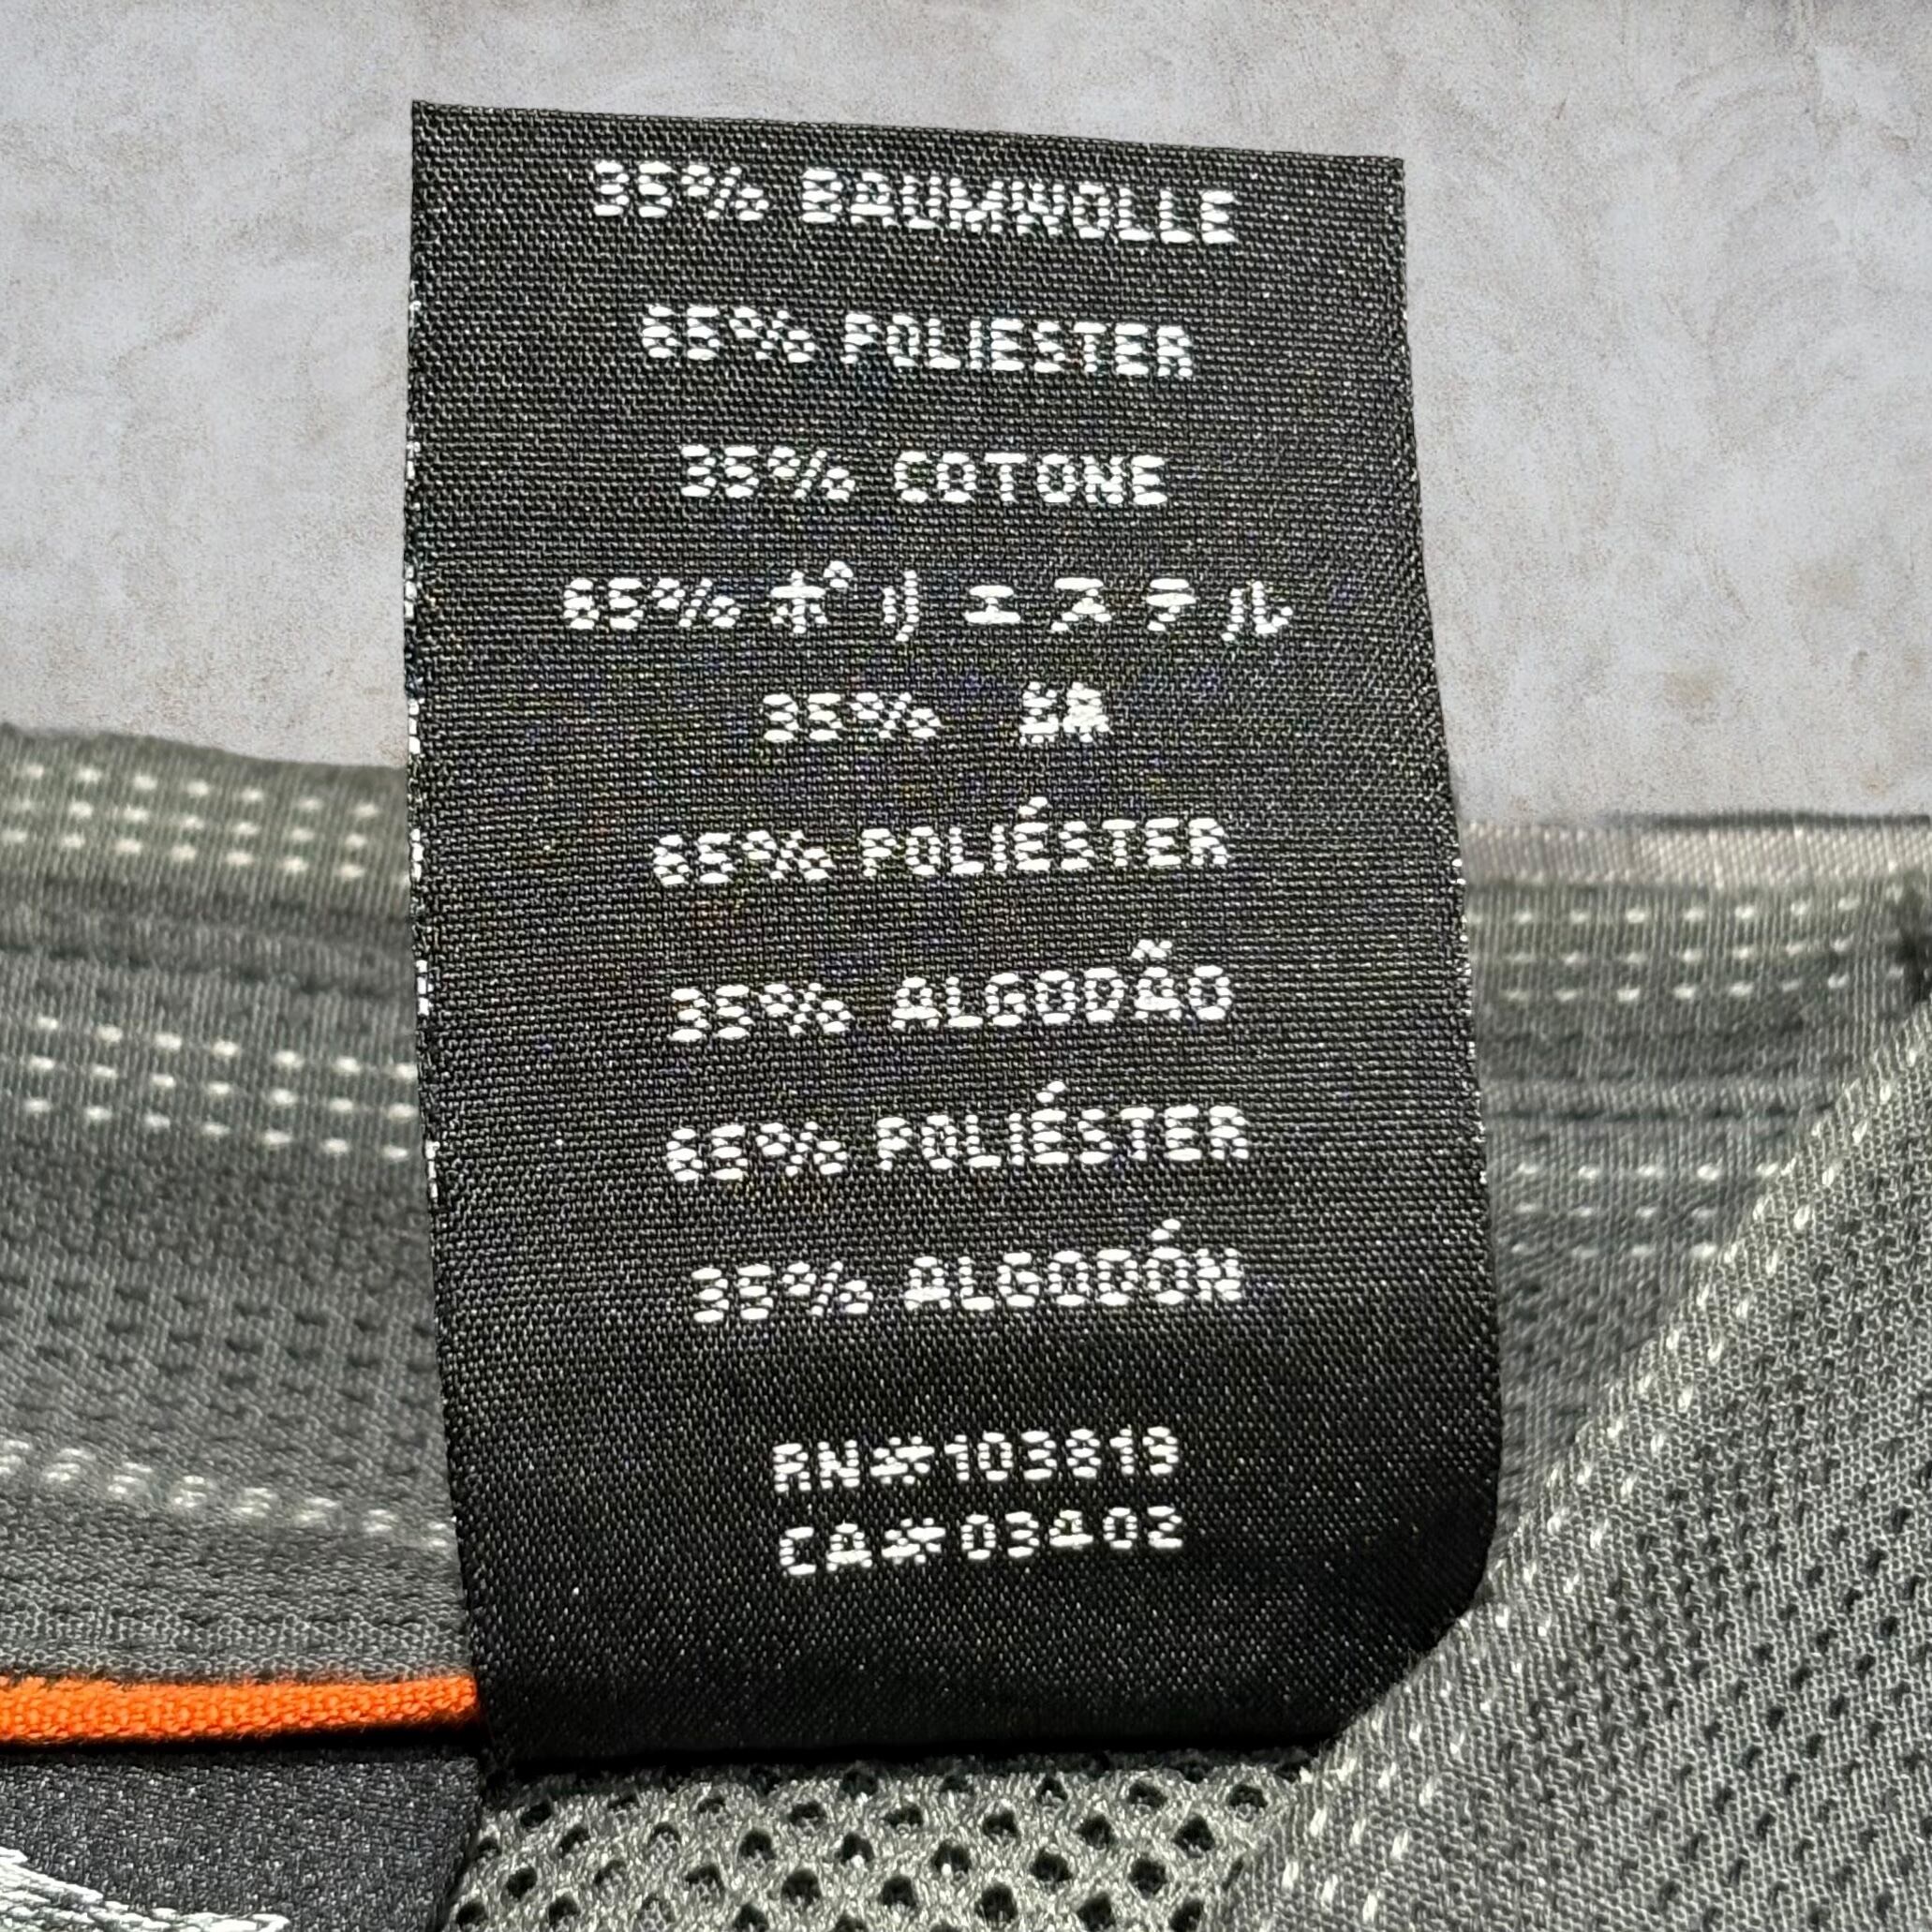 35% BAUMWOLLE
65% POLIESTER
35% COTONE
65% ポリエステル
35% 綿
65% POLIÉSTER
35% ALGODÃO
65% POLIÉSTER
35% ALGODÓN
RN#103819
CA#03402